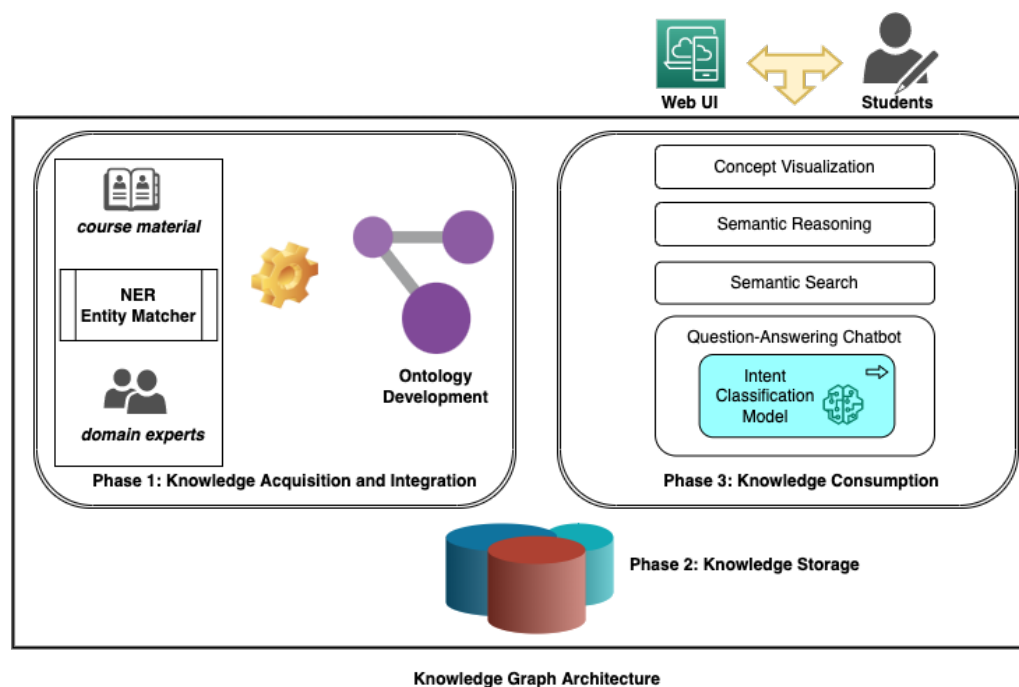 Web UI
Students
course material
NER
Entity Matcher
domain experts
Ontology
Development
Phase 1: Knowledge Acquisition and Integration
Concept Visualization
Semantic Reasoning
Semantic Search
Question-Answering Chatbot
Intent
Classification
Model
Phase 3: Knowledge Consumption
Phase 2: Knowledge Storage
Knowledge Graph Architecture